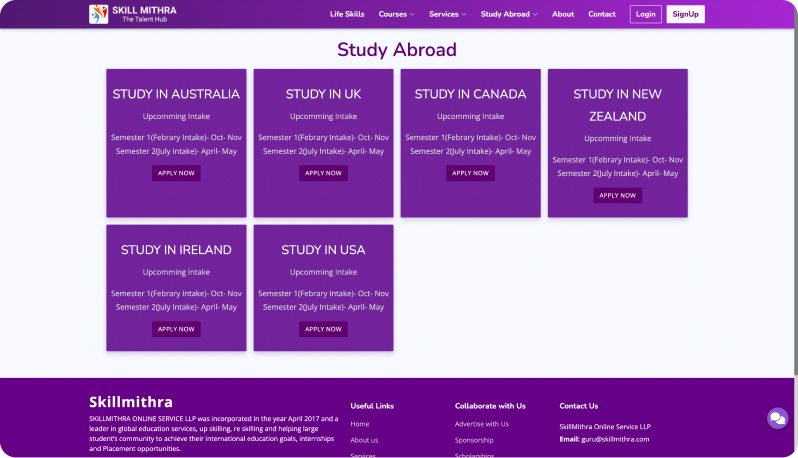 SKILL MITHRA
The Talent Hub
Life Skills
Courses
Services
Study Abroad
About
Contact
Login
SignUp
Study Abroad
STUDY IN AUSTRALIA
Upcomming Intake
Semester 1(Febrary Intake)- Oct- Nov
Semester 2(July Intake)- April- May
APPLY NOW
STUDY IN UK
Upcomming Intake
Semester 1(Febrary Intake)- Oct- Nov
Semester 2(July Intake)- April- May
APPLY NOW
STUDY IN CANADA
Upcomming Intake
Semester 1(Febrary Intake)- Oct- Nov
Semester 2(July Intake)- April- May
APPLY NOW
STUDY IN NEW
ZEALAND
Upcomming Intake
Semester 1(Febrary Intake)- Oct- Nov
Semester 2(July Intake)- April- May
APPLY NOW
STUDY IN IRELAND
Upcomming Intake
Semester 1(Febrary Intake)- Oct- Nov
Semester 2(July Intake)- April- May
APPLY NOW
STUDY IN USA
Upcomming Intake
Semester 1(Febrary Intake)- Oct- Nov
Semester 2(July Intake)- April- May
APPLY NOW
Skillmithra
SKILLMITHRA ONLINE SERVICE LLP was incorporated in the year April 2017 and a
leader in global education services, up skilling, re skilling and helping large
student's community to achieve their international education goals, internships
and Placement opportunities.
Useful Links
Home
About us
Services
Collaborate with Us
Advertise with Us
Sponsorship
Scholarships
Contact Us
SkillMithra Online Service LLP
Email: guru@skillmithra.com